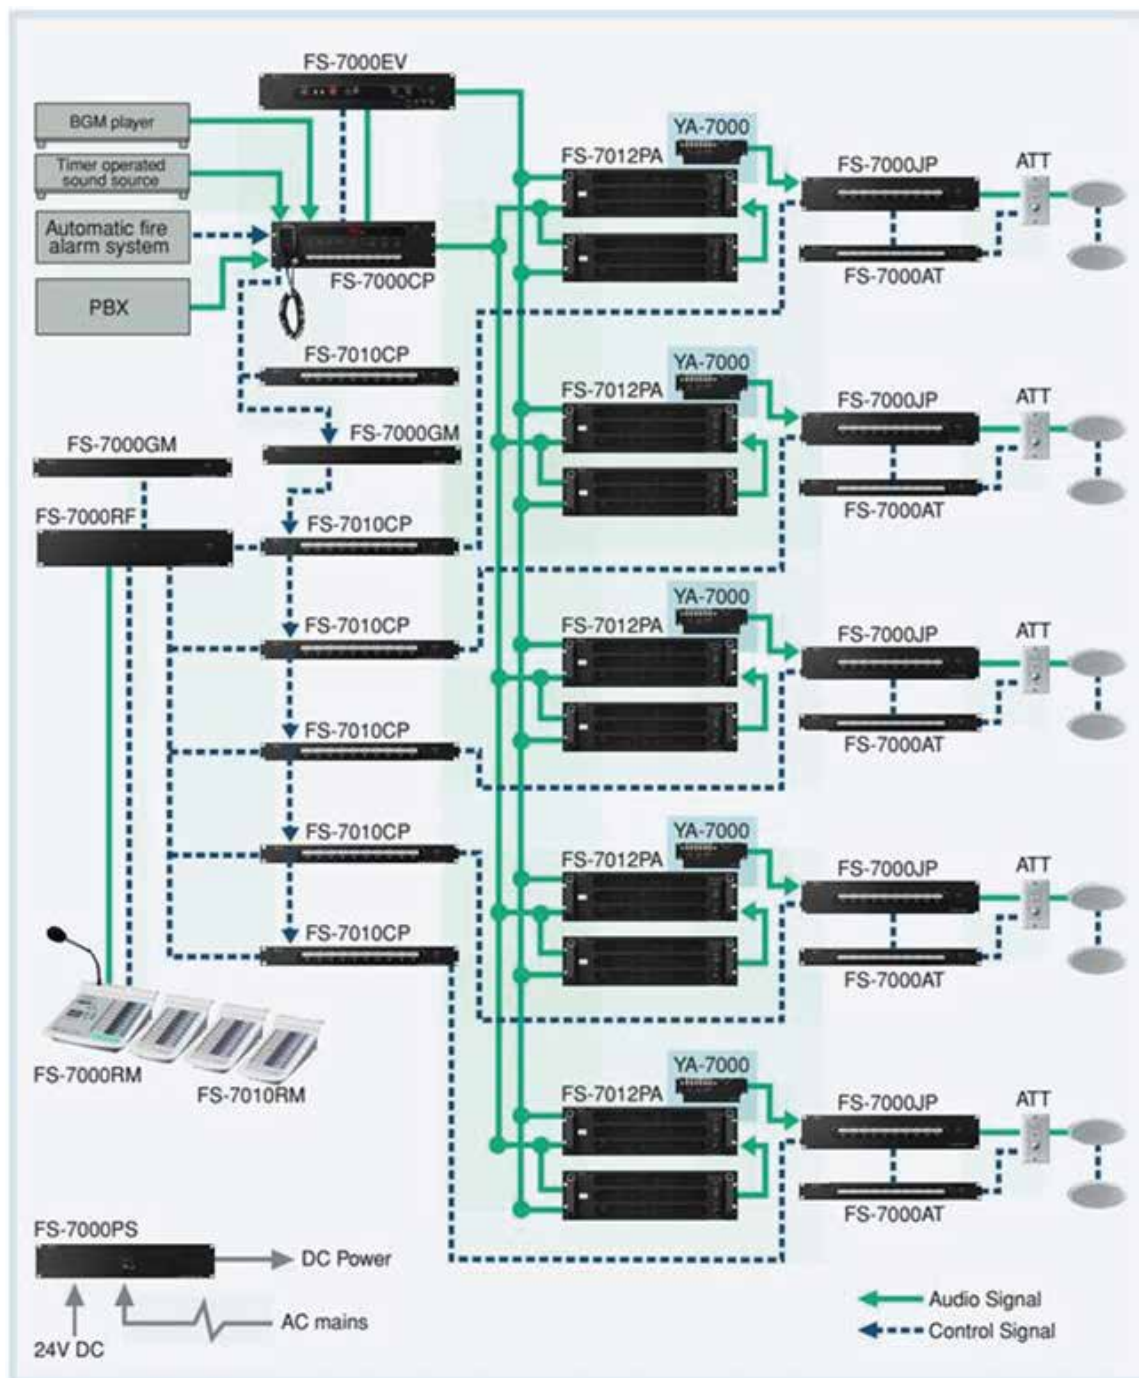 FS-7000EV
BGM player
Timer operated
sound source
Automatic fire
alarm system
PBX
FS-7000CP
FS-7010CP
FS-7000GM
FS-7000GM
FS-7000RF
FS-7010CP
FS-7010CP
FS-7010CP
FS-7010CP
FS-7010CP
FS-7000RM
FS-7010RM
YA-7000
FS-7012PA
FS-7000JP
ATT
FS-7000AT
YA-7000
FS-7012PA
FS-7000JP
ATT
FS-7000AT
YA-7000
FS-7012PA
FS-7000JP
ATT
FS-7000AT
YA-7000
FS-7012PA
FS-7000JP
ATT
FS-7000AT
YA-7000
FS-7012PA
FS-7000JP
ATT
FS-7000AT
FS-7000PS
DC Power
AC mains
24V DC
Audio Signal
Control Signal